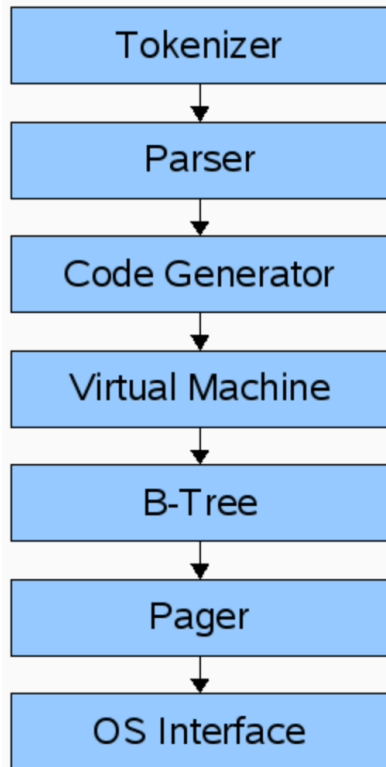 Tokenizer
Parser
Code Generator
Virtual Machine
B-Tree
Pager
OS Interface